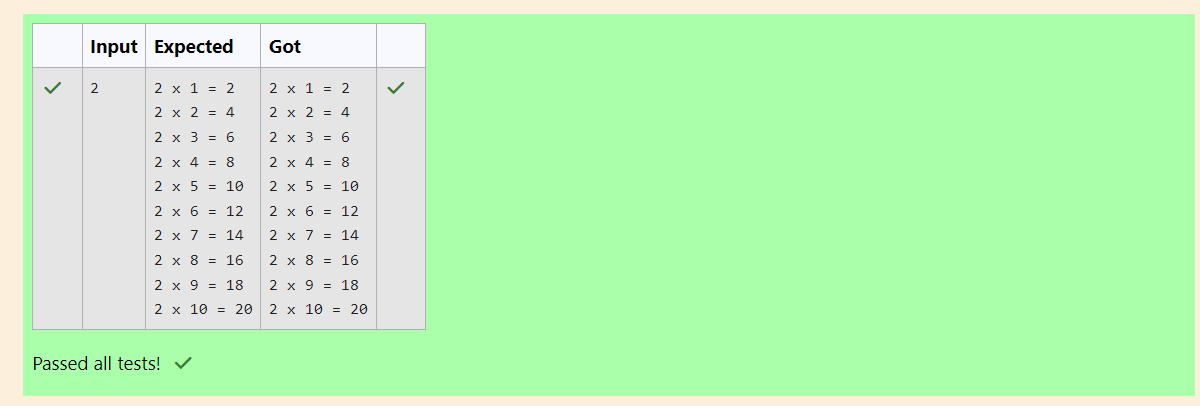 Input Expected Got
2 2 x 1 = 2 2 x 1 = 2
2 x 2 = 4 2 x 2 = 4
2 x 3 = 6 2 x 3 = 6
2 x 4 = 8 2 x 4 = 8
2 x 5 = 10 2 x 5 = 10
2 x 6 = 12 2 x 6 = 12
2 x 7 = 14 2 x 7 = 14
2 x 8 = 16 2 x 8 = 16
2 x 9 = 18 2 x 9 = 18
2 x 10 = 20 2 x 10 = 20
Passed all tests!